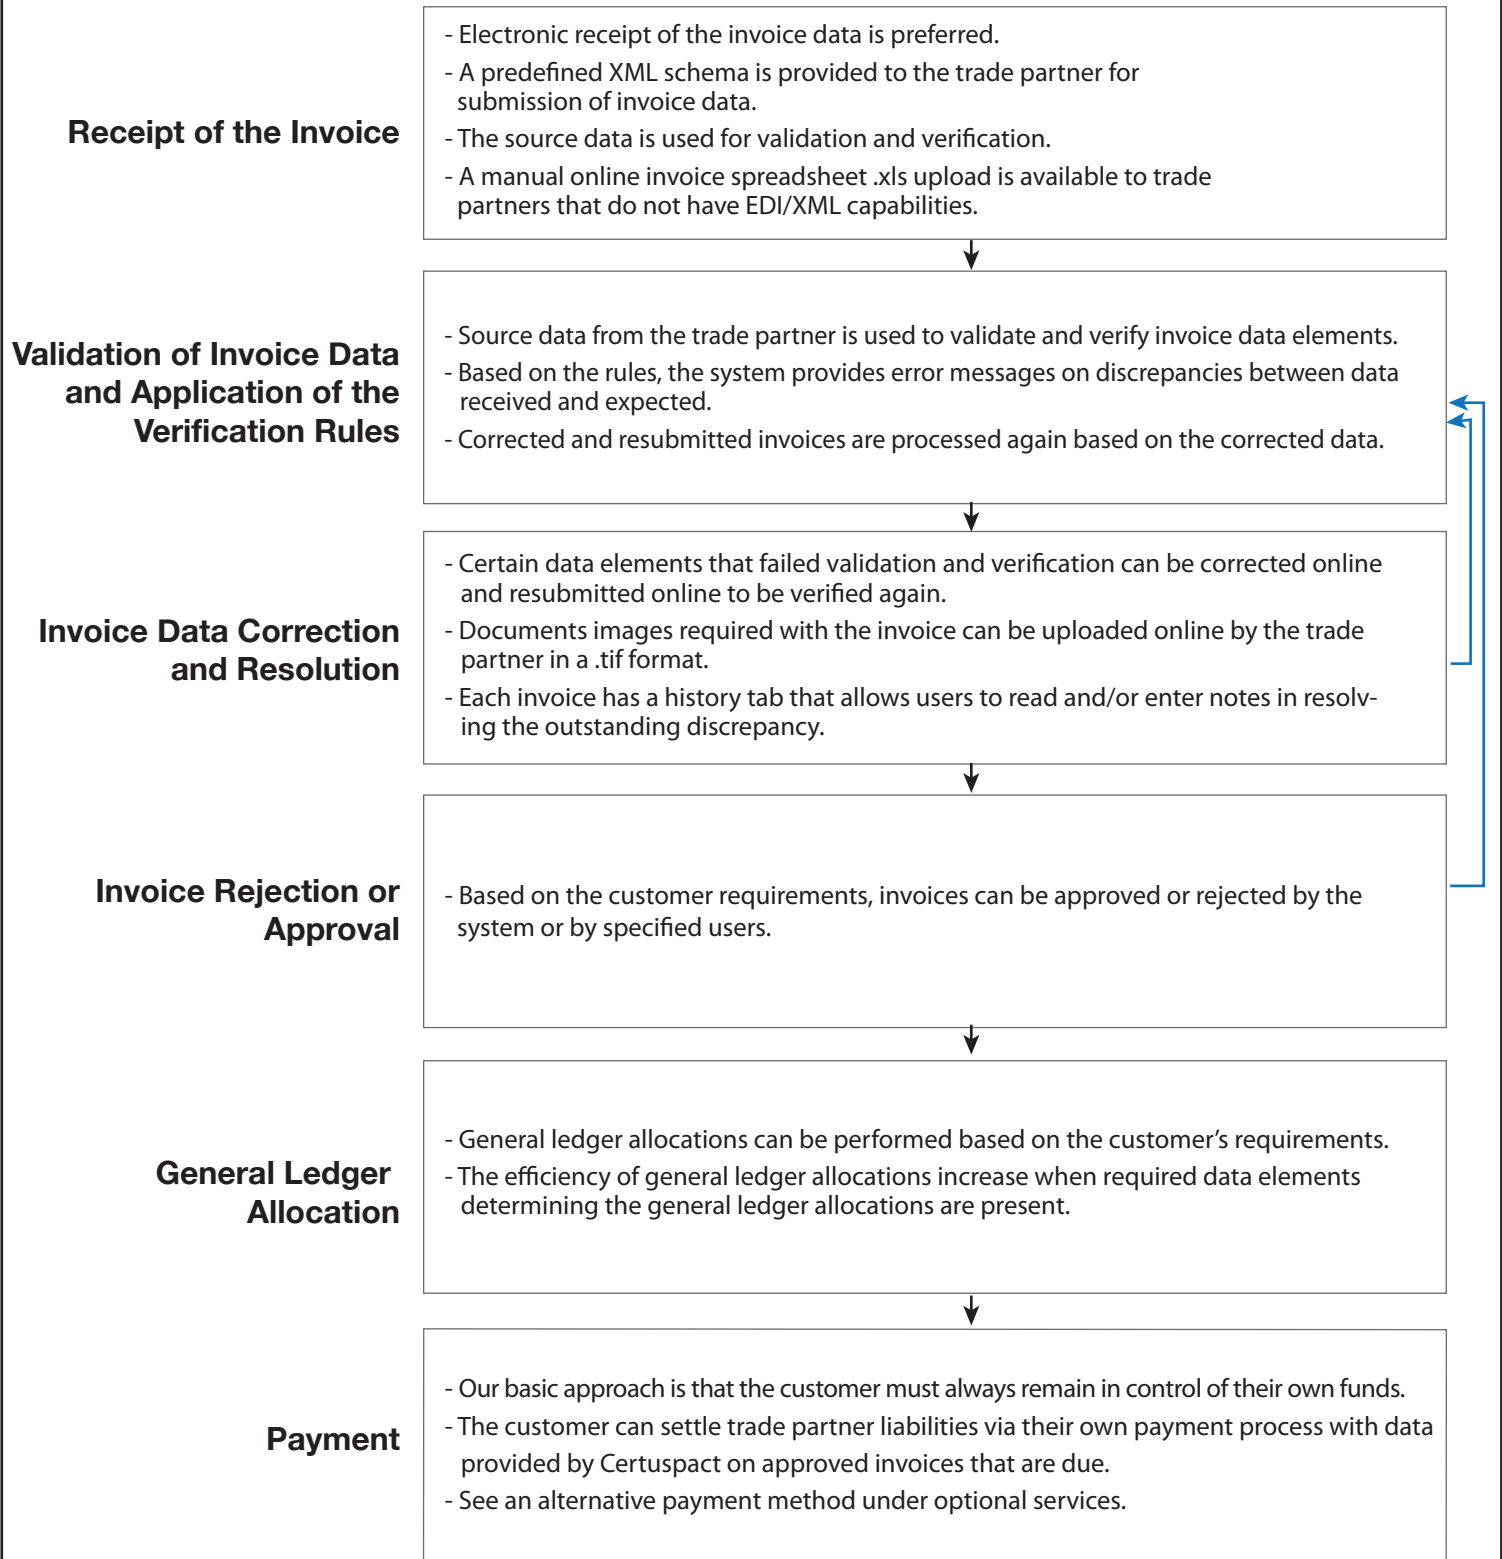 - Electronic receipt of the invoice data is preferred.
- A predefined XML schema is provided to the trade partner for
submission of invoice data.
Receipt of the Invoice
- The source data is used for validation and verification.
- A manual online invoice spreadsheet .xls upload is available to trade
partners that do not have EDI/XML capabilities.
Validation of Invoice Data
and Application of the
Verification Rules
- Source data from the trade partner is used to validate and verify invoice data elements.
- Based on the rules, the system provides error messages on discrepancies between data
received and expected.
- Corrected and resubmitted invoices are processed again based on the corrected data.
Invoice Data Correction
and Resolution
- Certain data elements that failed validation and verification can be corrected online
and resubmitted online to be verified again.
- Documents images required with the invoice can be uploaded online by the trade
partner in a .tif format.
- Each invoice has a history tab that allows users to read and/or enter notes in resolv-
ing the outstanding discrepancy.
Invoice Rejection or
Approval
- Based on the customer requirements, invoices can be approved or rejected by the
system or by specified users.
General Ledger
Allocation
- General ledger allocations can be performed based on the customer’s requirements.
- The efficiency of general ledger allocations increase when required data elements
determining the general ledger allocations are present.
Payment
- Our basic approach is that the customer must always remain in control of their own funds.
- The customer can settle trade partner liabilities via their own payment process with data
provided by Certuspact on approved invoices that are due.
- See an alternative payment method under optional services.